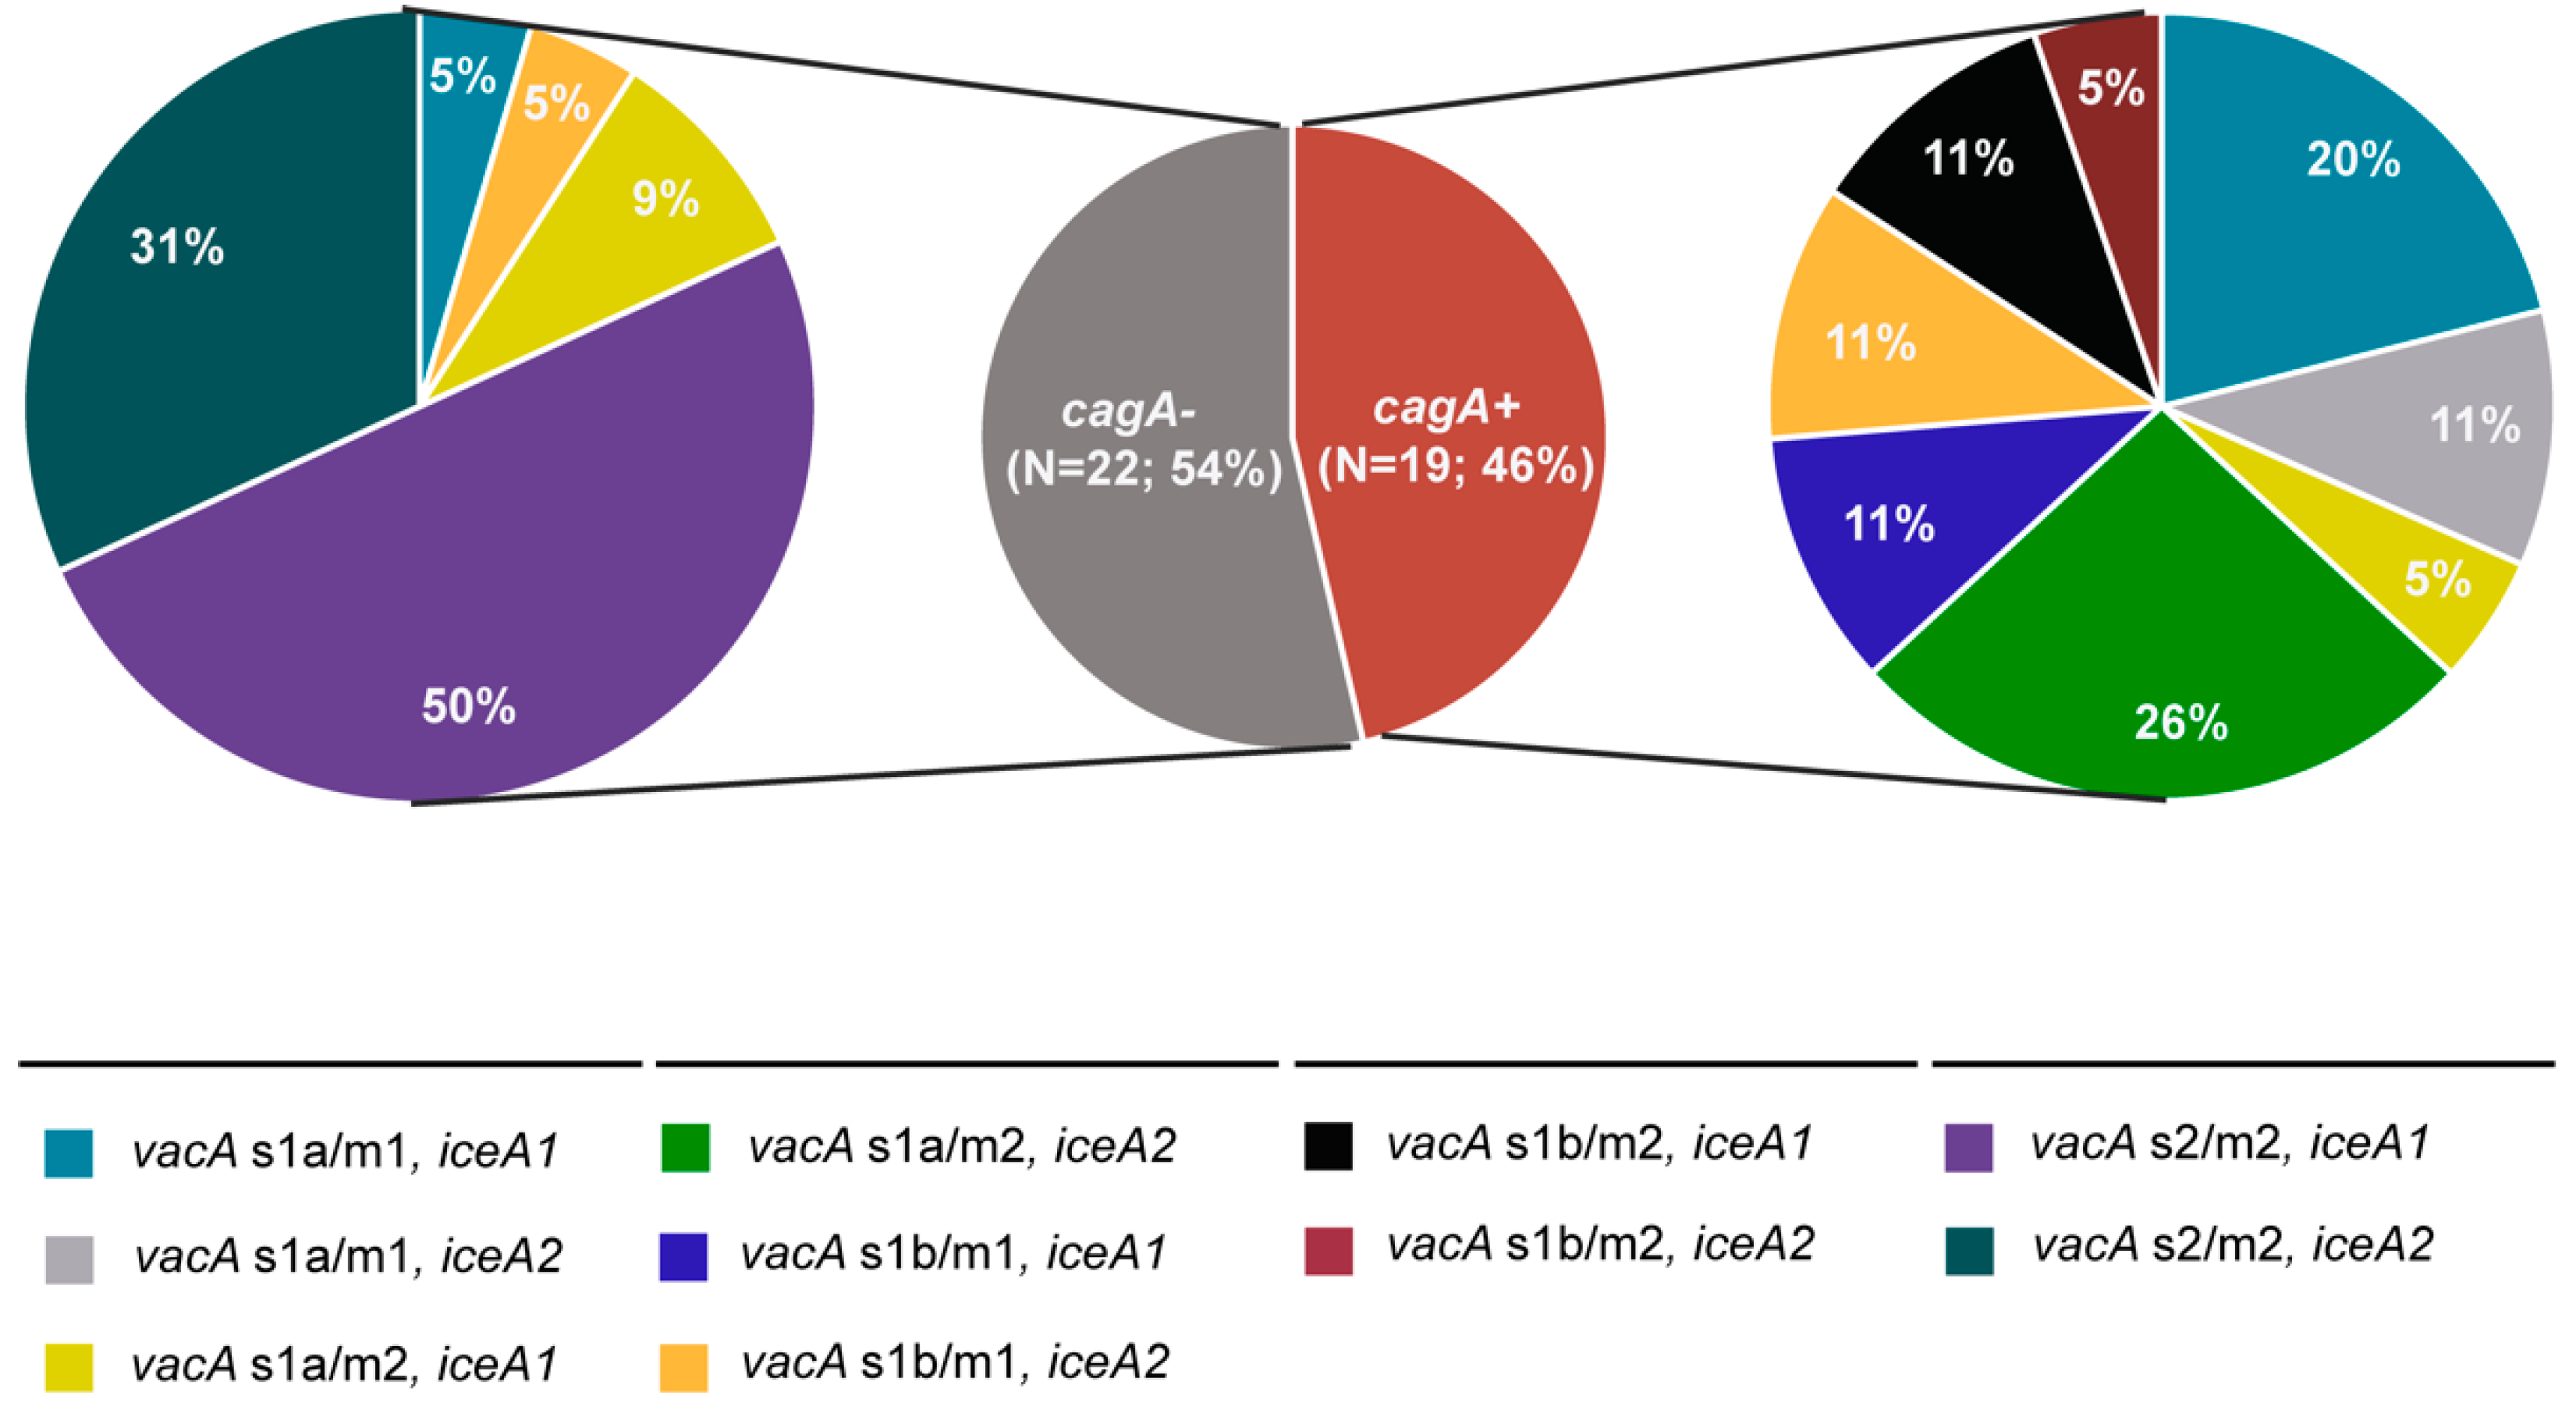 5%
5%
9%
31%
50%
cagA-
(N=22; 54%)
cagA+
(N=19; 46%)
5%
20%
11%
11%
11%
11%
5%
26%
vacA s1a/m1, iceA1
vacA s1a/m1, iceA2
vacA s1a/m2, iceA1
vacA s1a/m2, iceA2
vacA s1b/m1, iceA1
vacA s1b/m1, iceA2
vacA s1b/m2, iceA1
vacA s1b/m2, iceA2
vacA s2/m2, iceA1
vacA s2/m2, iceA2